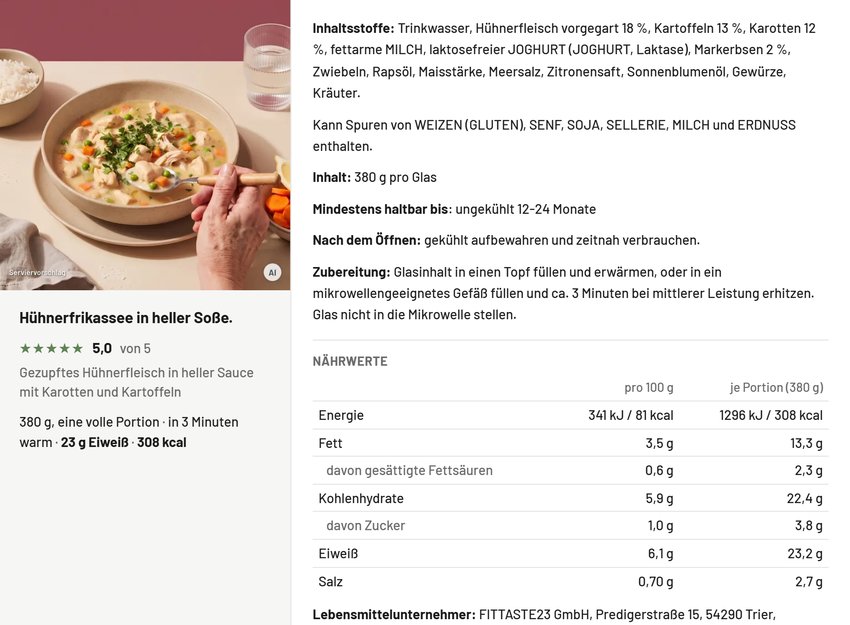 Serviervorschlag
AI
Hühnerfrikassee in heller Soße.
★★★★★ 5,0 von 5
Gezupftes Hühnerfleisch in heller Sauce
mit Karotten und Kartoffeln
380 g, eine volle Portion · in 3 Minuten
warm · 23 g Eiweiß · 308 kcal
Inhaltsstoffe: Trinkwasser, Hühnerfleisch vorgegart 18 %, Kartoffeln 13 %, Karotten 12
%, fettarme MILCH, laktosefreier JOGHURT (JOGHURT, Laktase), Markerbsen 2 %,
Zwiebeln, Rapsöl, Maisstärke, Meersalz, Zitronensaft, Sonnenblumenöl, Gewürze,
Kräuter.
Kann Spuren von WEIZEN (GLUTEN), SENF, SOJA, SELLERIE, MILCH und ERDNUSS
enthalten.
Inhalt: 380 g pro Glas
Mindestens haltbar bis: ungekühlt 12-24 Monate
Nach dem Öffnen: gekühlt aufbewahren und zeitnah verbrauchen.
Zubereitung: Glasinhalt in einen Topf füllen und erwärmen, oder in ein
mikrowellengeeignetes Gefäß füllen und ca. 3 Minuten bei mittlerer Leistung erhitzen.
Glas nicht in die Mikrowelle stellen.
NÄHRWERTE
pro 100 g je Portion (380 g)
Energie 341 kJ / 81 kcal 1296 kJ / 308 kcal
Fett 3,5 g 13,3 g
davon gesättigte Fettsäuren 0,6 g 2,3 g
Kohlenhydrate 5,9 g 22,4 g
davon Zucker 1,0 g 3,8 g
Eiweiß 6,1 g 23,2 g
Salz 0,70 g 2,7 g
Lebensmittelunternehmer: FITTASTE23 GmbH, Predigerstraße 15, 54290 Trier,